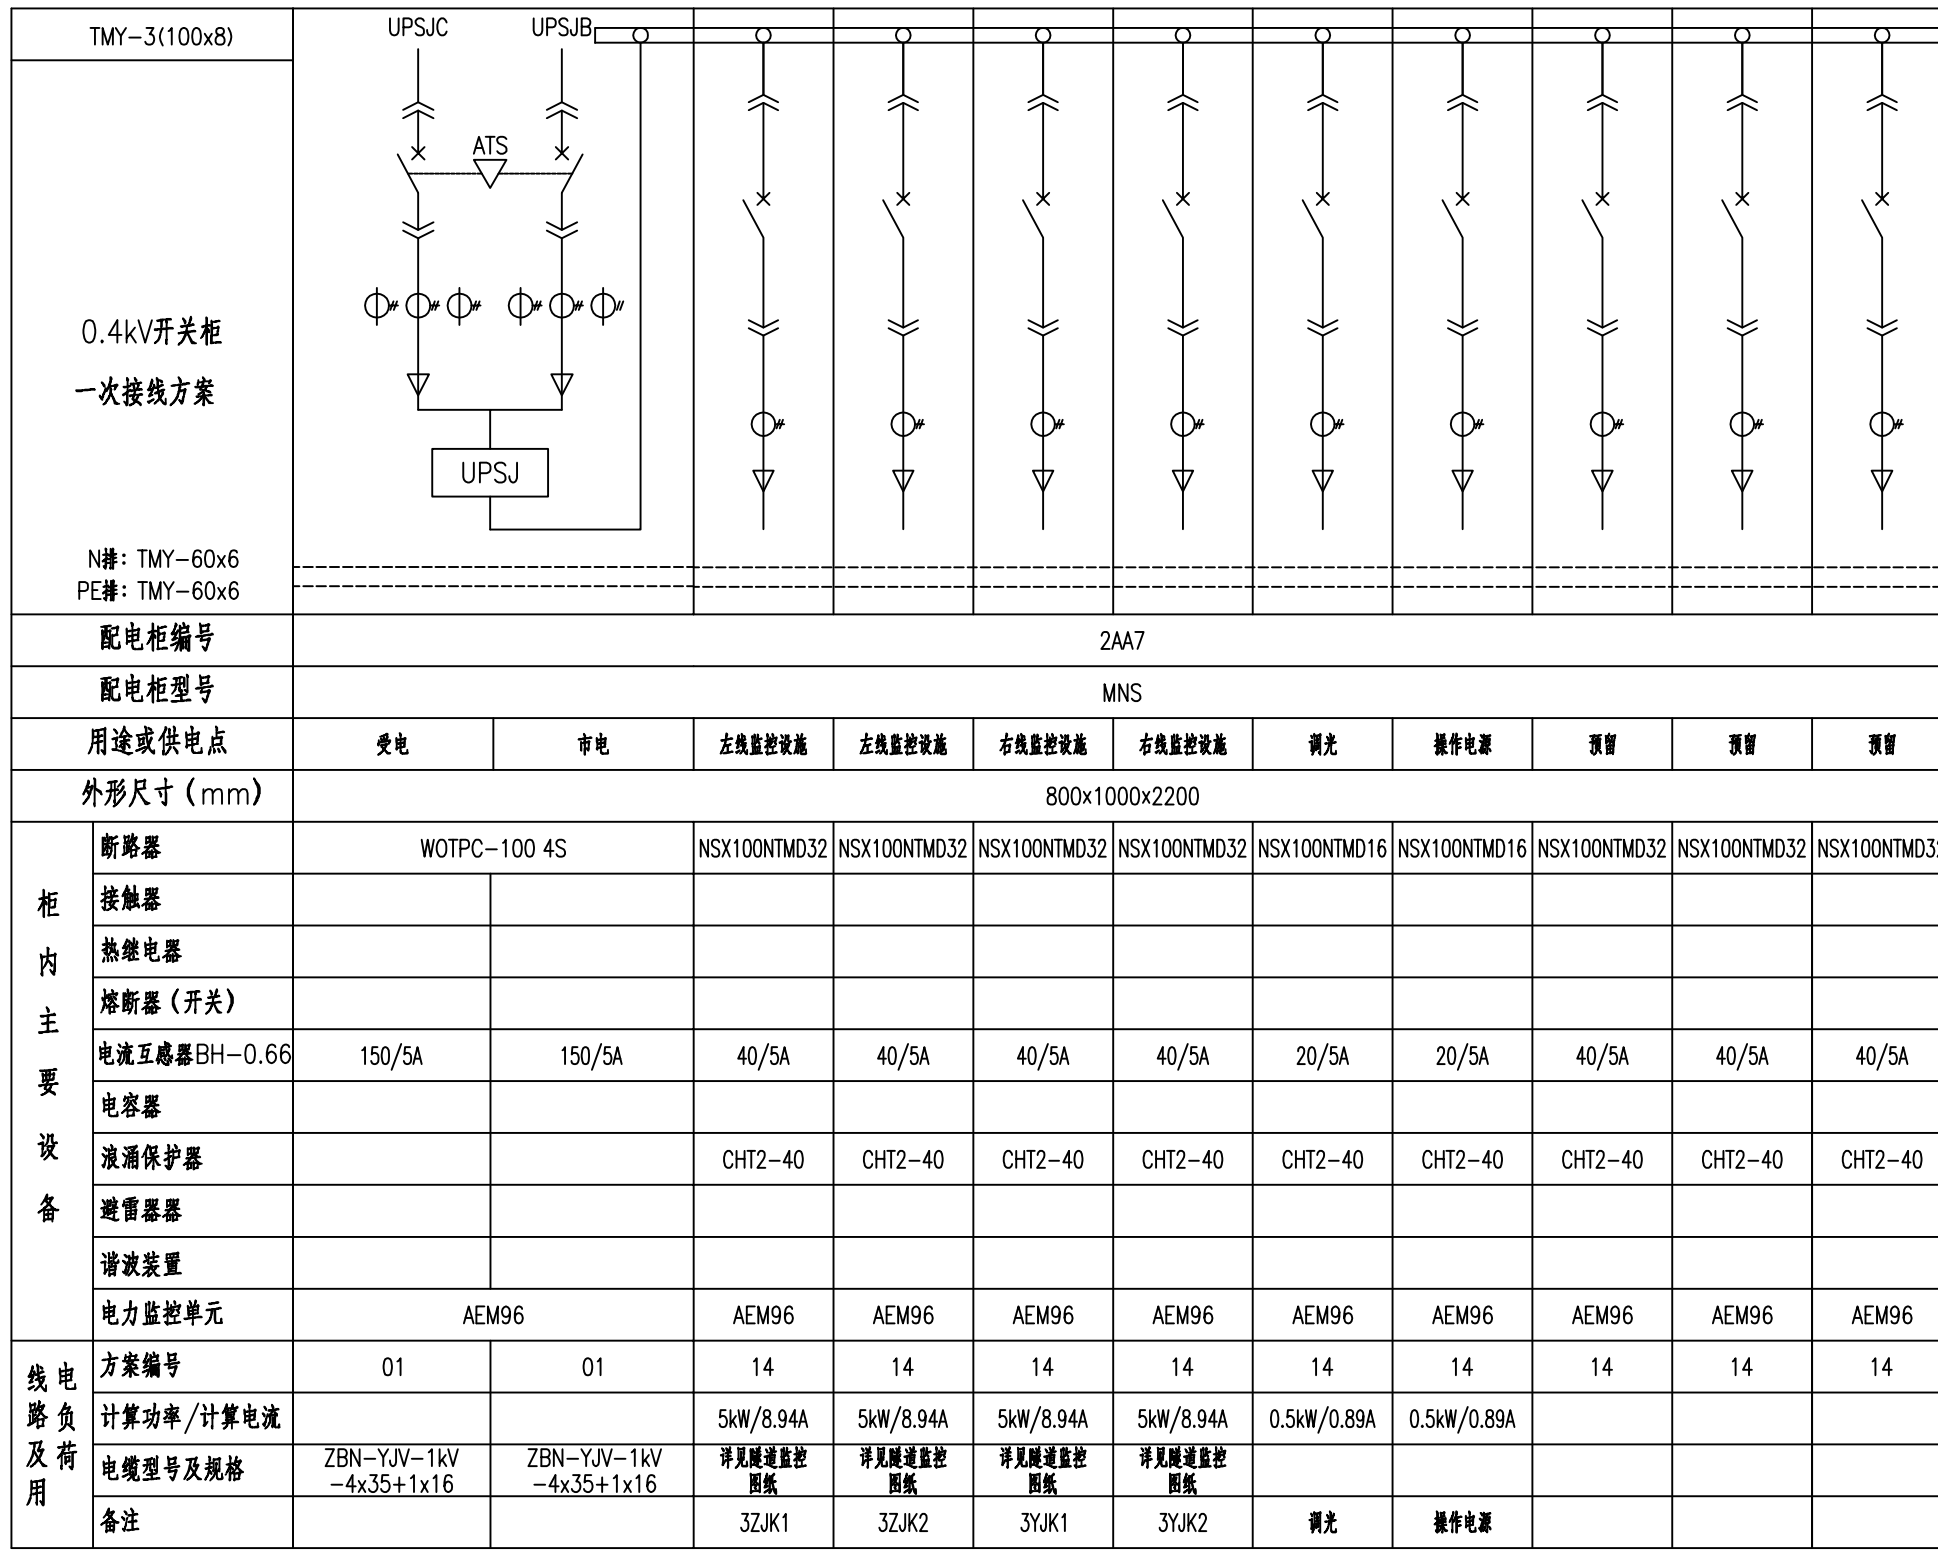 TMY-3(100x8)
UPSJC
UPSJB
ATS
0.4kV开关柜
一次接线方案
UPSJ
N排: TMY-60x6
PE排: TMY-60x6
配电柜编号 2AA7
配电柜型号 MNS
用途或供电点 受电 市电 左线监控设施 左线监控设施 右线监控设施 右线监控设施 调光 操作电源 预留 预留 预留
外形尺寸(mm) 800x1000x2200
柜内主要设备
断路器 WOTPC-100 4S NSX100NTMD32 NSX100NTMD32 NSX100NTMD32 NSX100NTMD32 NSX100NTMD16 NSX100NTMD16 NSX100NTMD32 NSX100NTMD32 NSX100NTMD32
接触器
热继电器
熔断器(开关)
电流互感器BH-0.66 150/5A 150/5A 40/5A 40/5A 40/5A 40/5A 20/5A 20/5A 40/5A 40/5A 40/5A
电容器
浪涌保护器 CHT2-40 CHT2-40 CHT2-40 CHT2-40 CHT2-40 CHT2-40 CHT2-40 CHT2-40 CHT2-40
避雷器器
谐波装置
电力监控单元 AEM96 AEM96 AEM96 AEM96 AEM96 AEM96 AEM96 AEM96 AEM96 AEM96
线路及用
电负荷
方案编号 01 01 14 14 14 14 14 14 14 14 14
计算功率/计算电流 5kW/8.94A 5kW/8.94A 5kW/8.94A 5kW/8.94A 0.5kW/0.89A 0.5kW/0.89A
电缆型号及规格 ZBN-YJV-1kV ZBN-YJV-1kV 详见隧道监控 详见隧道监控 详见隧道监控 详见隧道监控
-4x35+1x16 -4x35+1x16 图纸 图纸 图纸 图纸
备注 3ZJK1 3ZJK2 3YJK1 3YJK2 调光 操作电源